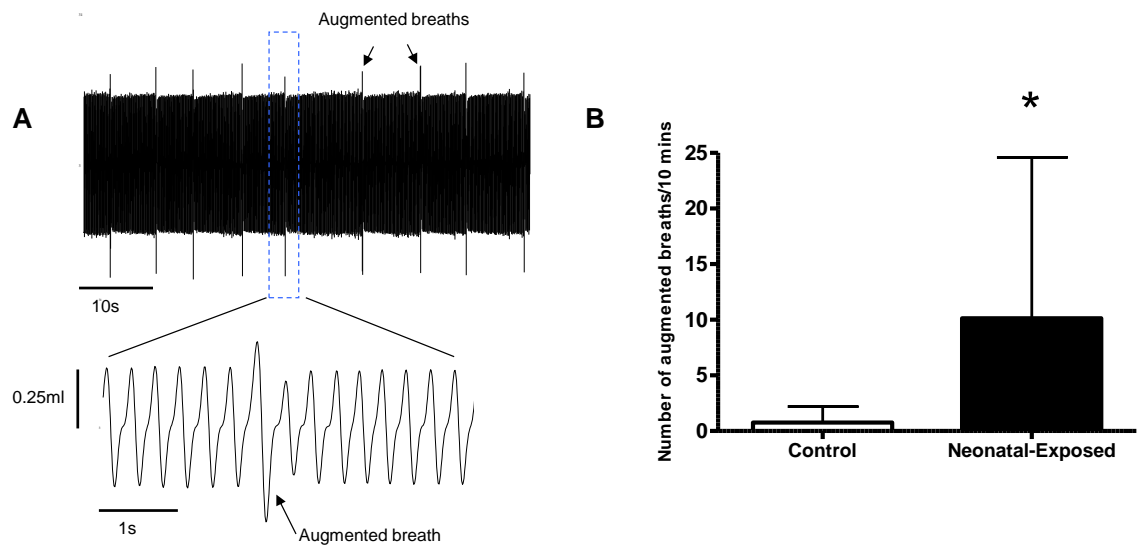 A
Augmented breaths
10s
0.25ml
1s
Augmented breath
B
*
Number of augmented breaths/10 mins
25
20
15
10
5
0
Control
Neonatal-Exposed